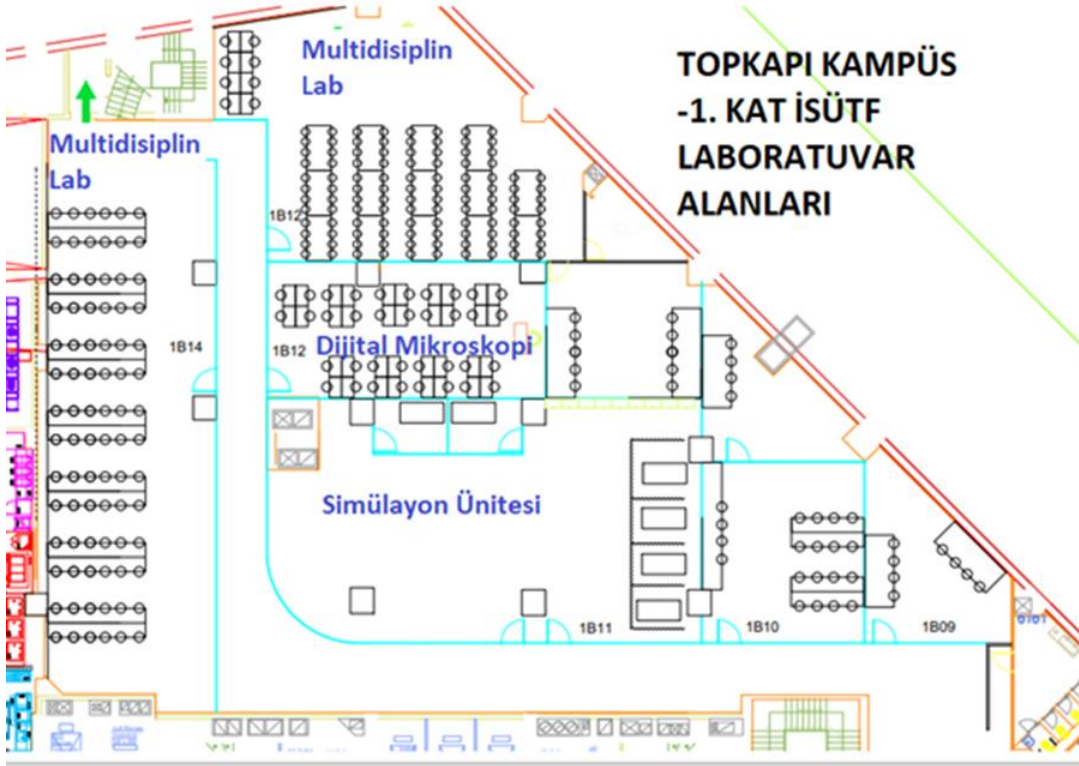 Multidisiplin
Lab
TOPKAPI KAMPÜS
-1. KAT İSÜTF
LABORATUVAR
ALANLARI
Multidisiplin
Lab
1B12
1B14
1B12
Dijital Mikroskopi
Simülayon Ünitesi
1B11
1B10
1B09